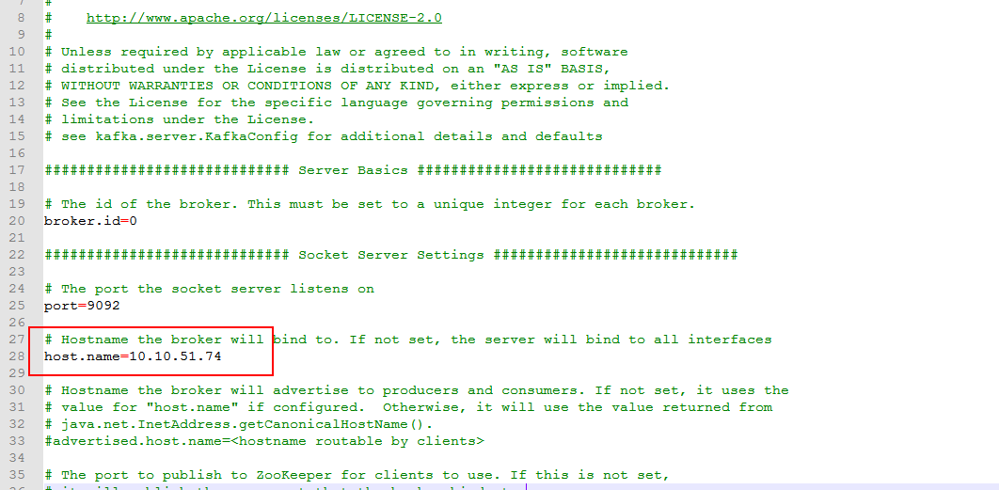 7 #
8 # http://www.apache.org/licenses/LICENSE-2.0
9 #
10 # Unless required by applicable law or agreed to in writing, software
11 # distributed under the License is distributed on an "AS IS" BASIS,
12 # WITHOUT WARRANTIES OR CONDITIONS OF ANY KIND, either express or implied.
13 # See the License for the specific language governing permissions and
14 # limitations under the License.
15 # see kafka.server.KafkaConfig for additional details and defaults
16
17 ############################# Server Basics #############################
18
19 # The id of the broker. This must be set to a unique integer for each broker.
20 broker.id=0
21
22 ############################# Socket Server Settings #############################
23
24 # The port the socket server listens on
25 port=9092
26
27 # Hostname the broker will bind to. If not set, the server will bind to all interfaces
28 host.name=10.10.51.74
29
30 # Hostname the broker will advertise to producers and consumers. If not set, it uses the
31 # value for "host.name" if configured.  Otherwise, it will use the value returned from
32 # java.net.InetAddress.getCanonicalHostName().
33 #advertised.host.name=<hostname routable by clients>
34
35 # The port to publish to ZooKeeper for clients to use. If this is not set,